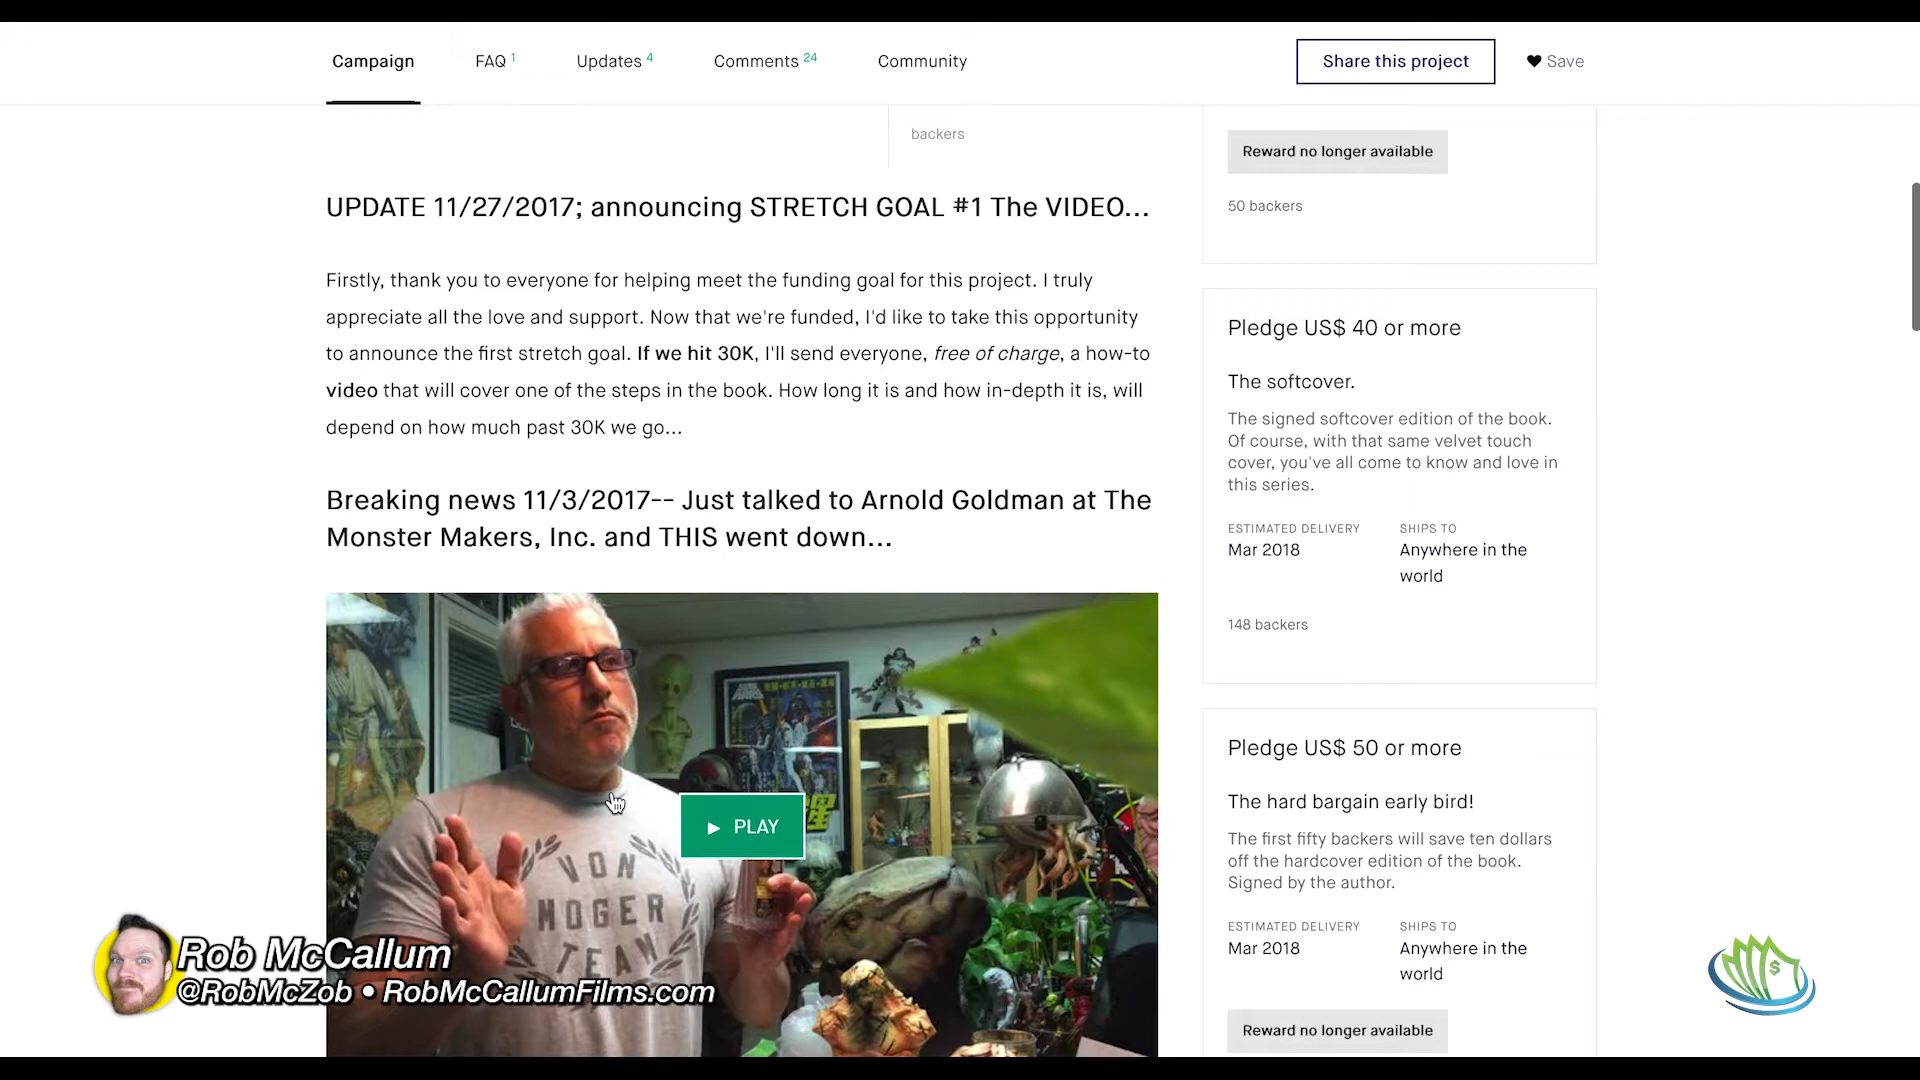 Campaign FAQ 1 Updates 4 Comments 24 Community Share this project Save
backers
UPDATE 11/27/2017; announcing STRETCH GOAL #1 The VIDEO...
Firstly, thank you to everyone for helping meet the funding goal for this project. I truly
appreciate all the love and support. Now that we're funded, I'd like to take this opportunity
to announce the first stretch goal. If we hit 30K, I'll send everyone, free of charge, a how-to
video that will cover one of the steps in the book. How long it is and how in-depth it is, will
depend on how much past 30K we go...
Breaking news 11/3/2017-- Just talked to Arnold Goldman at The
Monster Makers, Inc. and THIS went down...
PLAY
VON
MOGER
TEAM
Rob McCallum
@RobMcZob • RobMcCallumFilms.com
Reward no longer available
50 backers
Pledge US$ 40 or more
The softcover.
The signed softcover edition of the book.
Of course, with that same velvet touch
cover, you've all come to know and love in
this series.
ESTIMATED DELIVERY SHIPS TO
Mar 2018 Anywhere in the
world
148 backers
Pledge US$ 50 or more
The hard bargain early bird!
The first fifty backers will save ten dollars
off the hardcover edition of the book.
Signed by the author.
ESTIMATED DELIVERY SHIPS TO
Mar 2018 Anywhere in the
world
Reward no longer available
$